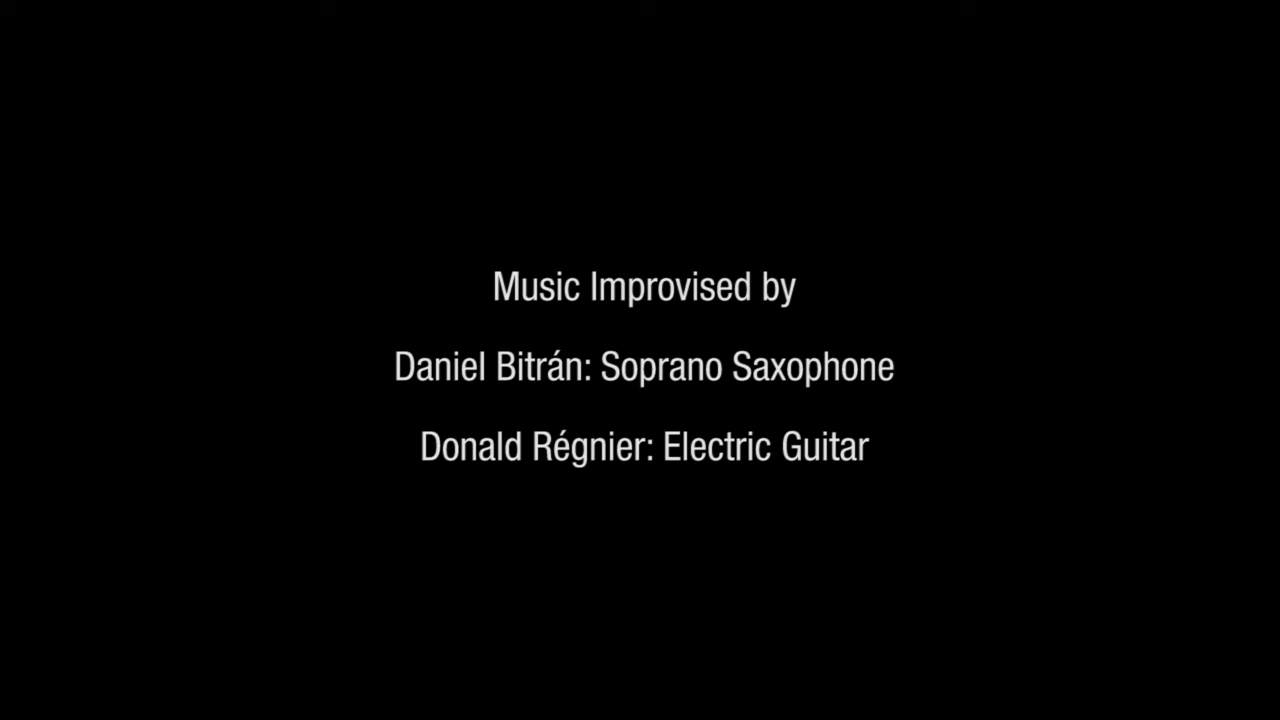 Music Improvised by
Daniel Bitrán: Soprano Saxophone
Donald Régnier: Electric Guitar